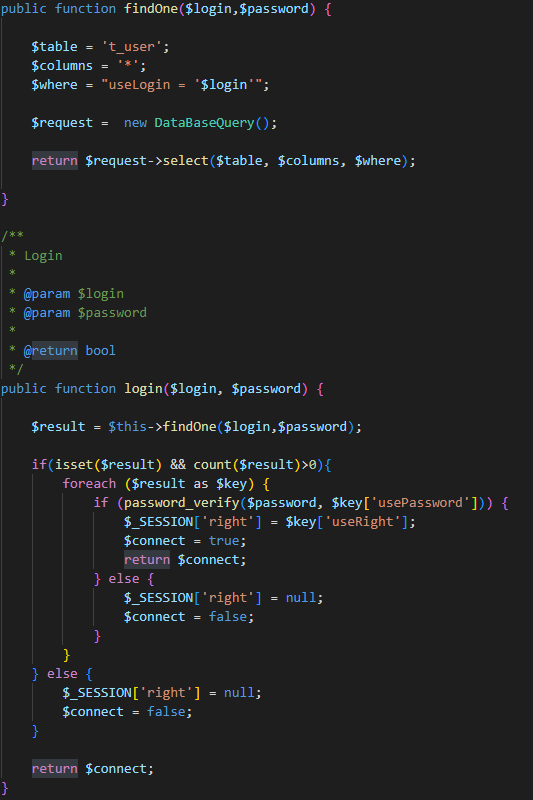 public function findOne($login,$password) {
$table = 't_user';
$columns = '*';
$where = "useLogin = '$login'";
$request =  new DataBaseQuery();
return $request->select($table, $columns, $where);
}
/**
 * Login
 *
 * @param $login
 * @param $password
 *
 * @return bool
 */
public function login($login, $password) {
$result = $this->findOne($login,$password);
if(isset($result) && count($result)>0){
foreach ($result as $key) {
if (password_verify($password, $key['usePassword'])) {
$_SESSION['right'] = $key['useRight'];
$connect = true;
return $connect;
} else {
$_SESSION['right'] = null;
$connect = false;
}
}
} else {
$_SESSION['right'] = null;
$connect = false;
}
return $connect;
}